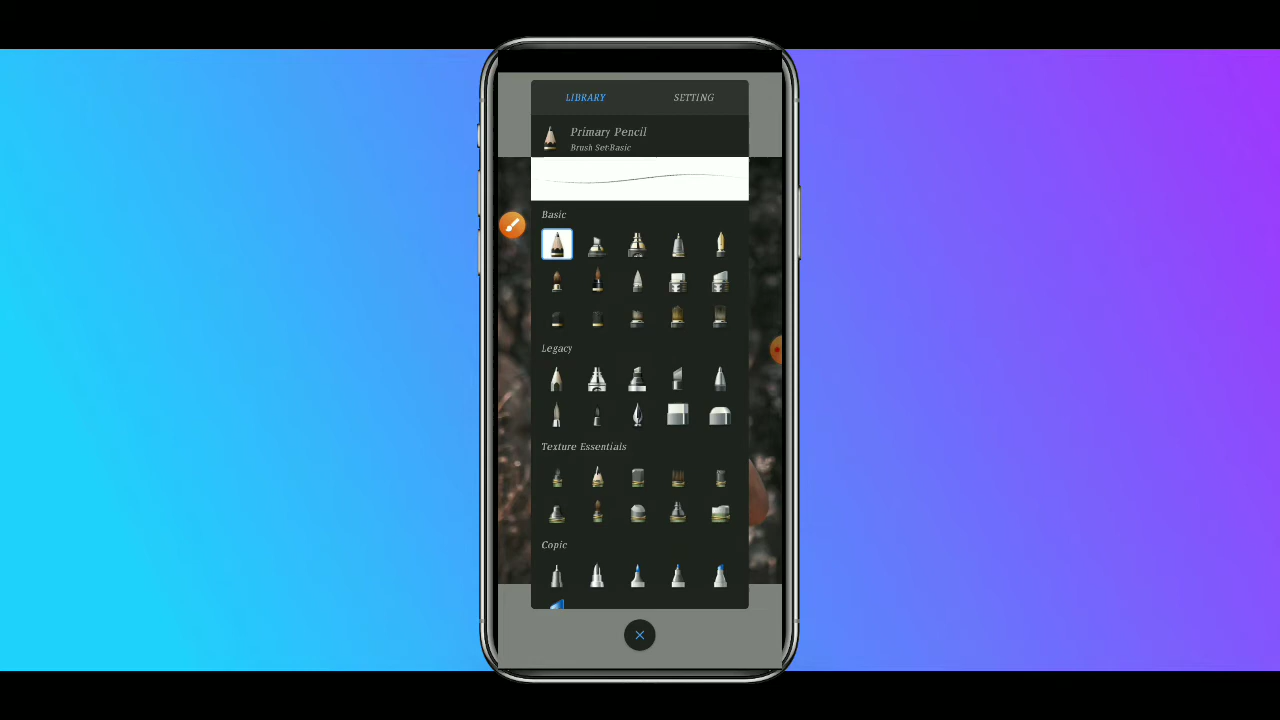 LIBRARY SETTING
Primary Pencil
Brush Set:Basic
Basic
Legacy
Texture Essentials
Copic